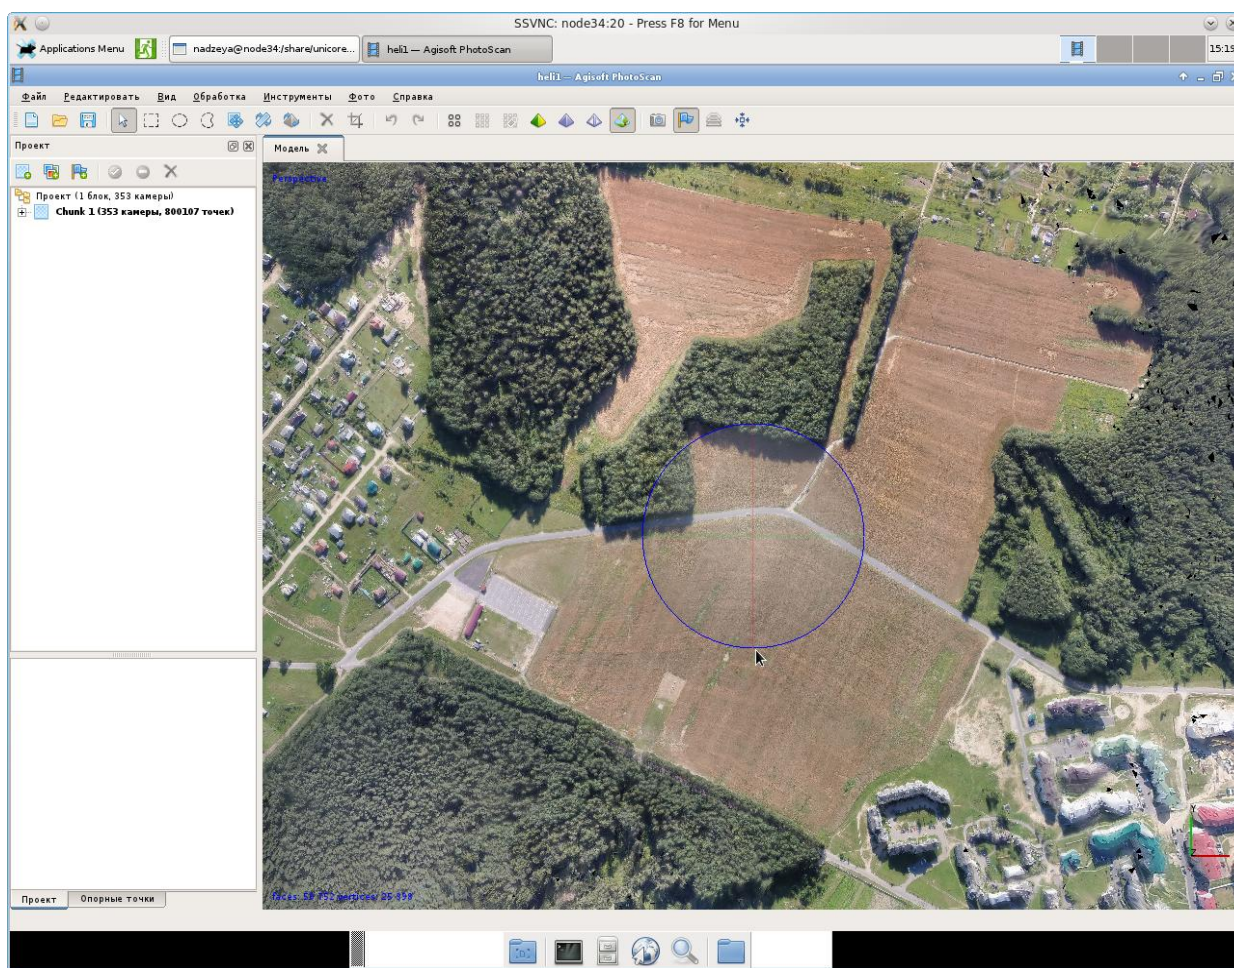 SSVNC: node34:20 - Press F8 for Menu
Applications Menu
nadzeya@node34:/share/unicore...
heli1 — Agisoft PhotoScan
15:19
heli1 — Agisoft PhotoScan
Файл Редактировать Вид Обработка Инструменты Фото Справка
Проект
Модель
Perspective
Проект (1 блок, 353 камеры)
Chunk 1 (353 камеры, 800107 точек)
Y
Z
Проект
Опорные точки